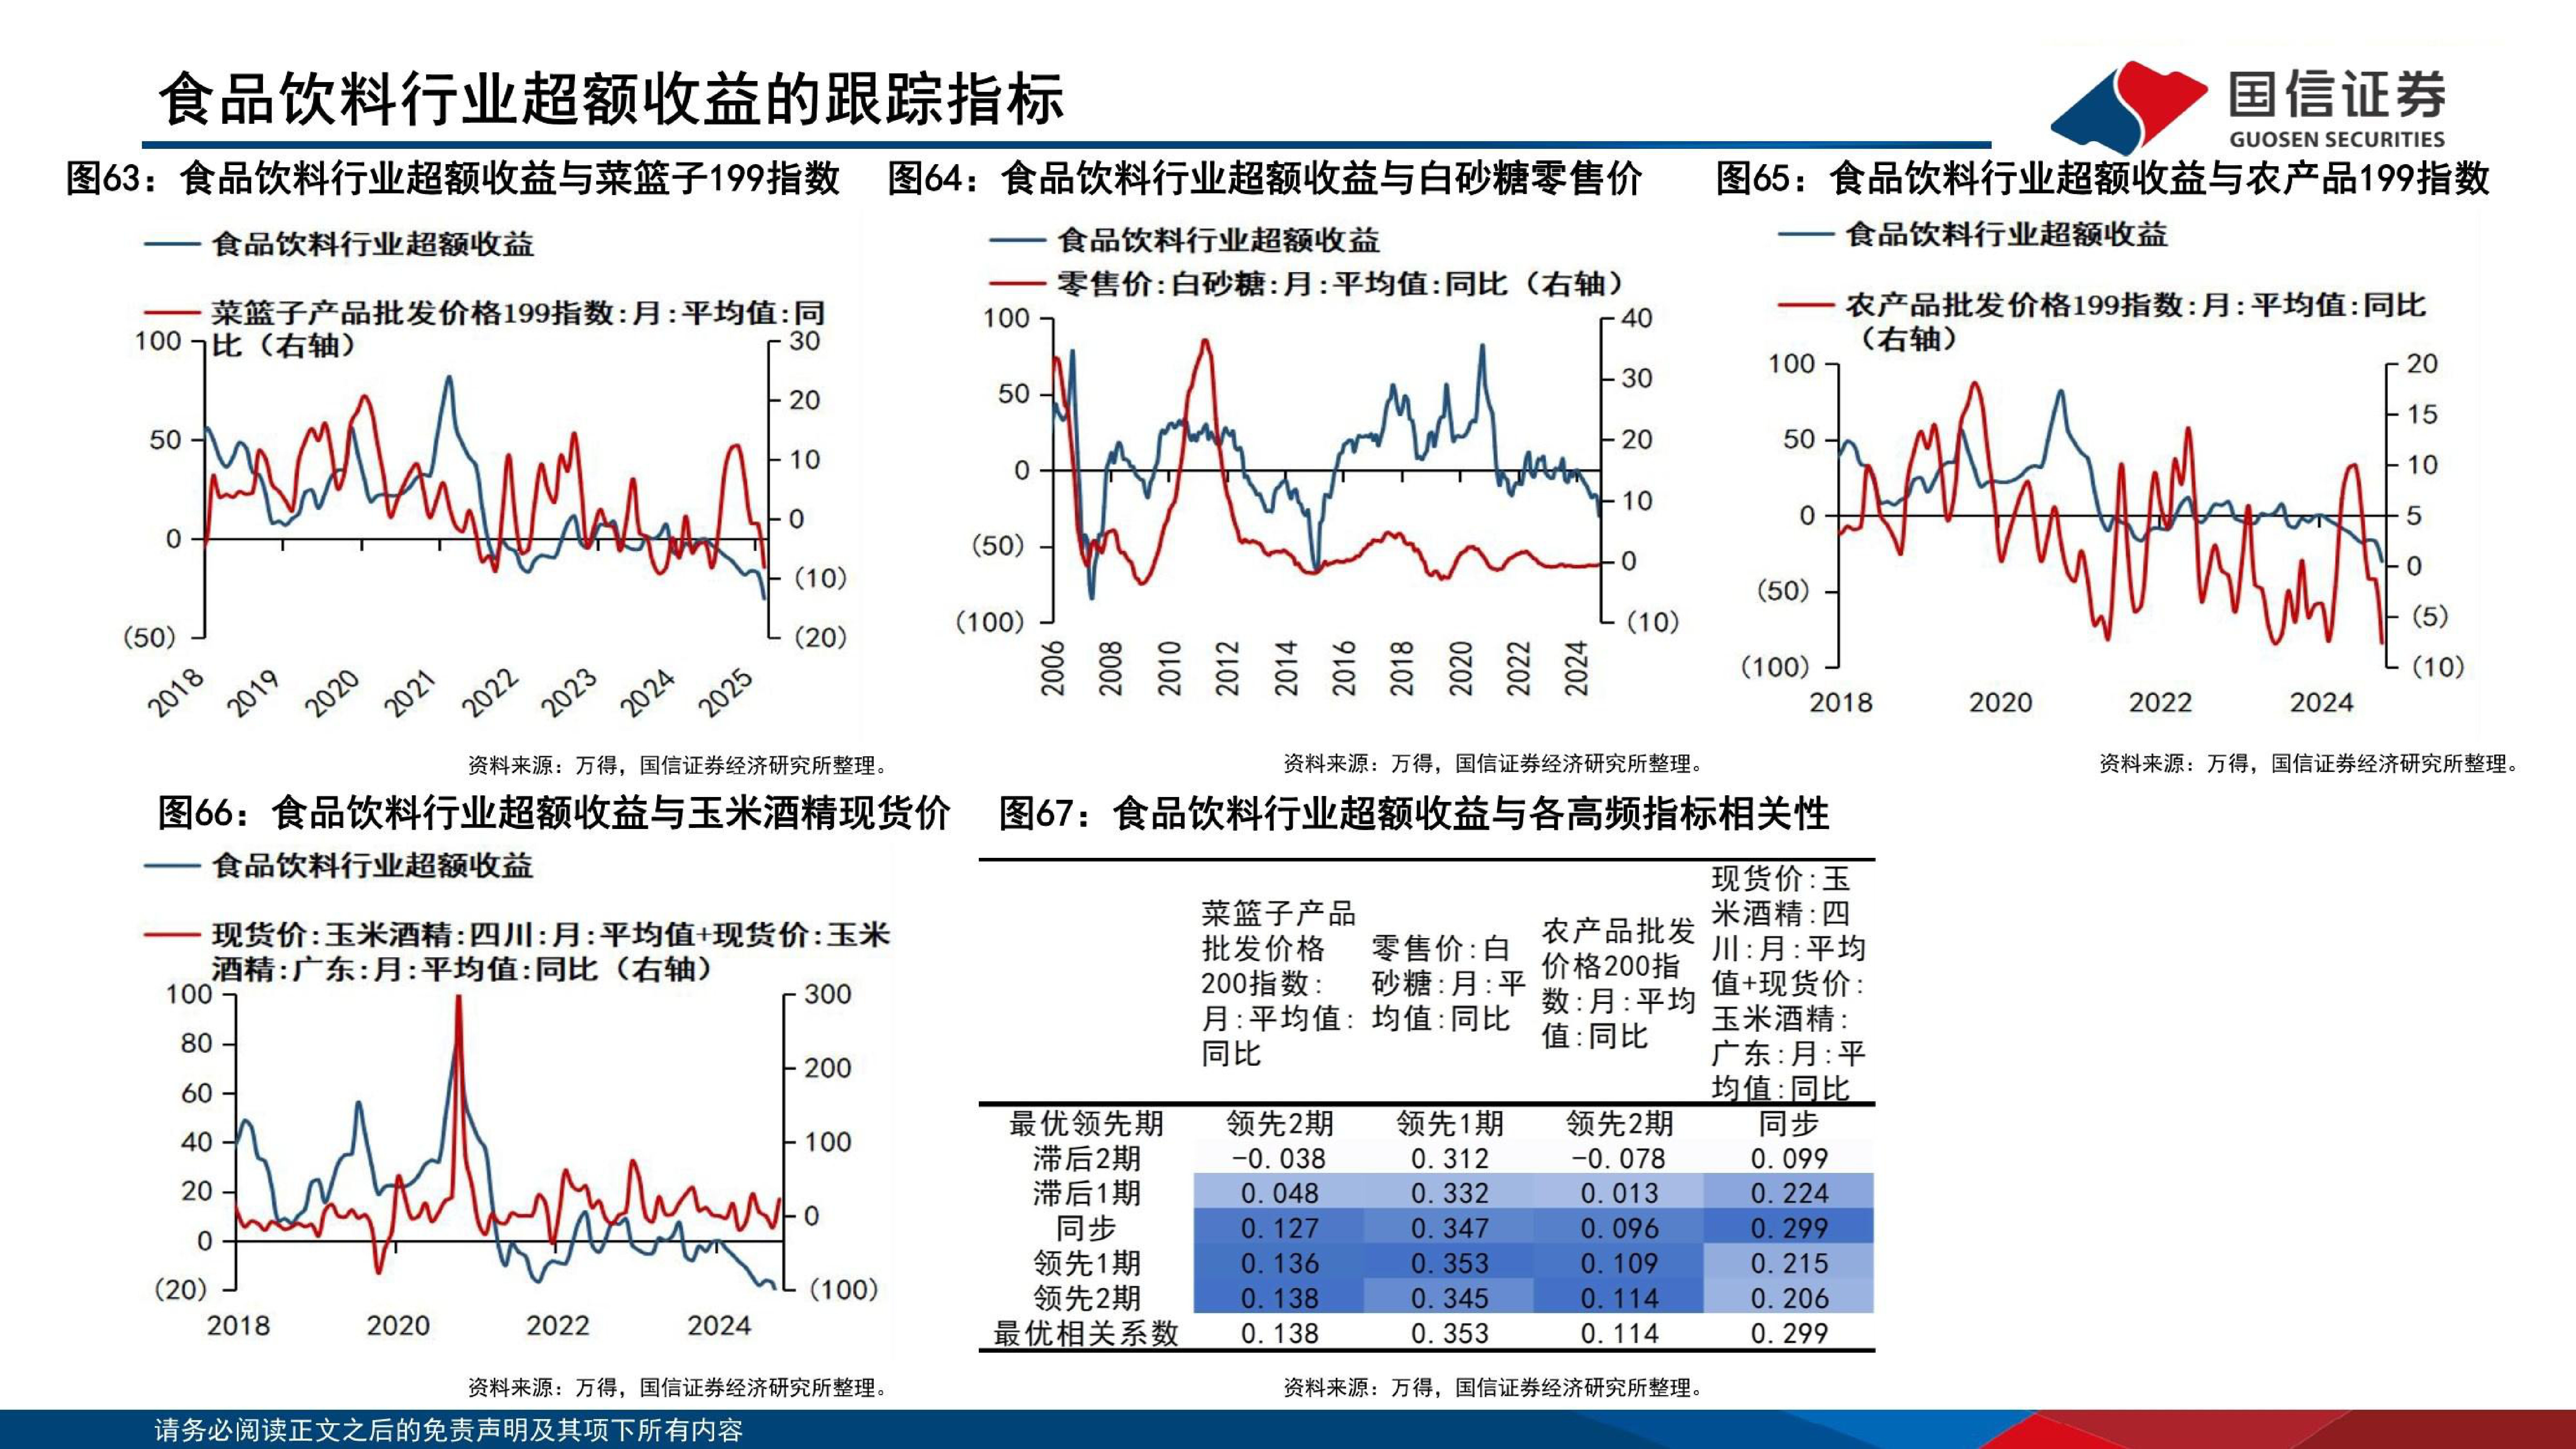 食品饮料行业超额收益的跟踪指标
国信证券
GUOSEN SECURITIES
图63：食品饮料行业超额收益与菜篮子199指数
食品饮料行业超额收益
菜篮子产品批发价格199指数:月:平均值:同
比（右轴）
100
50
0
(50)
30
20
10
0
(10)
(20)
2018 2019 2020 2021 2022 2023 2024 2025
资料来源：万得，国信证券经济研究所整理。
图64：食品饮料行业超额收益与白砂糖零售价
食品饮料行业超额收益
零售价:白砂糖:月:平均值:同比（右轴）
100
50
0
(50)
(100)
40
30
20
10
0
(10)
2006 2008 2010 2012 2014 2016 2018 2020 2022 2024
资料来源：万得，国信证券经济研究所整理。
图65：食品饮料行业超额收益与农产品199指数
食品饮料行业超额收益
农产品批发价格199指数:月:平均值:同比
（右轴）
100
50
0
(50)
(100)
20
15
10
5
0
(5)
(10)
2018 2020 2022 2024
资料来源：万得，国信证券经济研究所整理。
图66：食品饮料行业超额收益与玉米酒精现货价
食品饮料行业超额收益
现货价:玉米酒精:四川:月:平均值+现货价:玉米
酒精:广东:月:平均值:同比（右轴）
100
80
60
40
20
0
(20)
300
200
100
0
(100)
2018 2020 2022 2024
资料来源：万得，国信证券经济研究所整理。
图67：食品饮料行业超额收益与各高频指标相关性
菜篮子产品
批发价格
200指数:
月:平均值:
同比
零售价:白
砂糖:月:平
均值:同比
农产品批发
价格200指
数:月:平均
值:同比
现货价:玉
米酒精:四
川:月:平均
值+现货价:
玉米酒精:
广东:月:平
均值:同比
最优领先期 领先2期 领先1期 领先2期 同步
滞后2期 -0.038 0.312 -0.078 0.099
滞后1期 0.048 0.332 0.013 0.224
同步 0.127 0.347 0.096 0.299
领先1期 0.136 0.353 0.109 0.215
领先2期 0.138 0.345 0.114 0.206
最优相关系数 0.138 0.353 0.114 0.299
资料来源：万得，国信证券经济研究所整理。
请务必阅读正文之后的免责声明及其项下所有内容